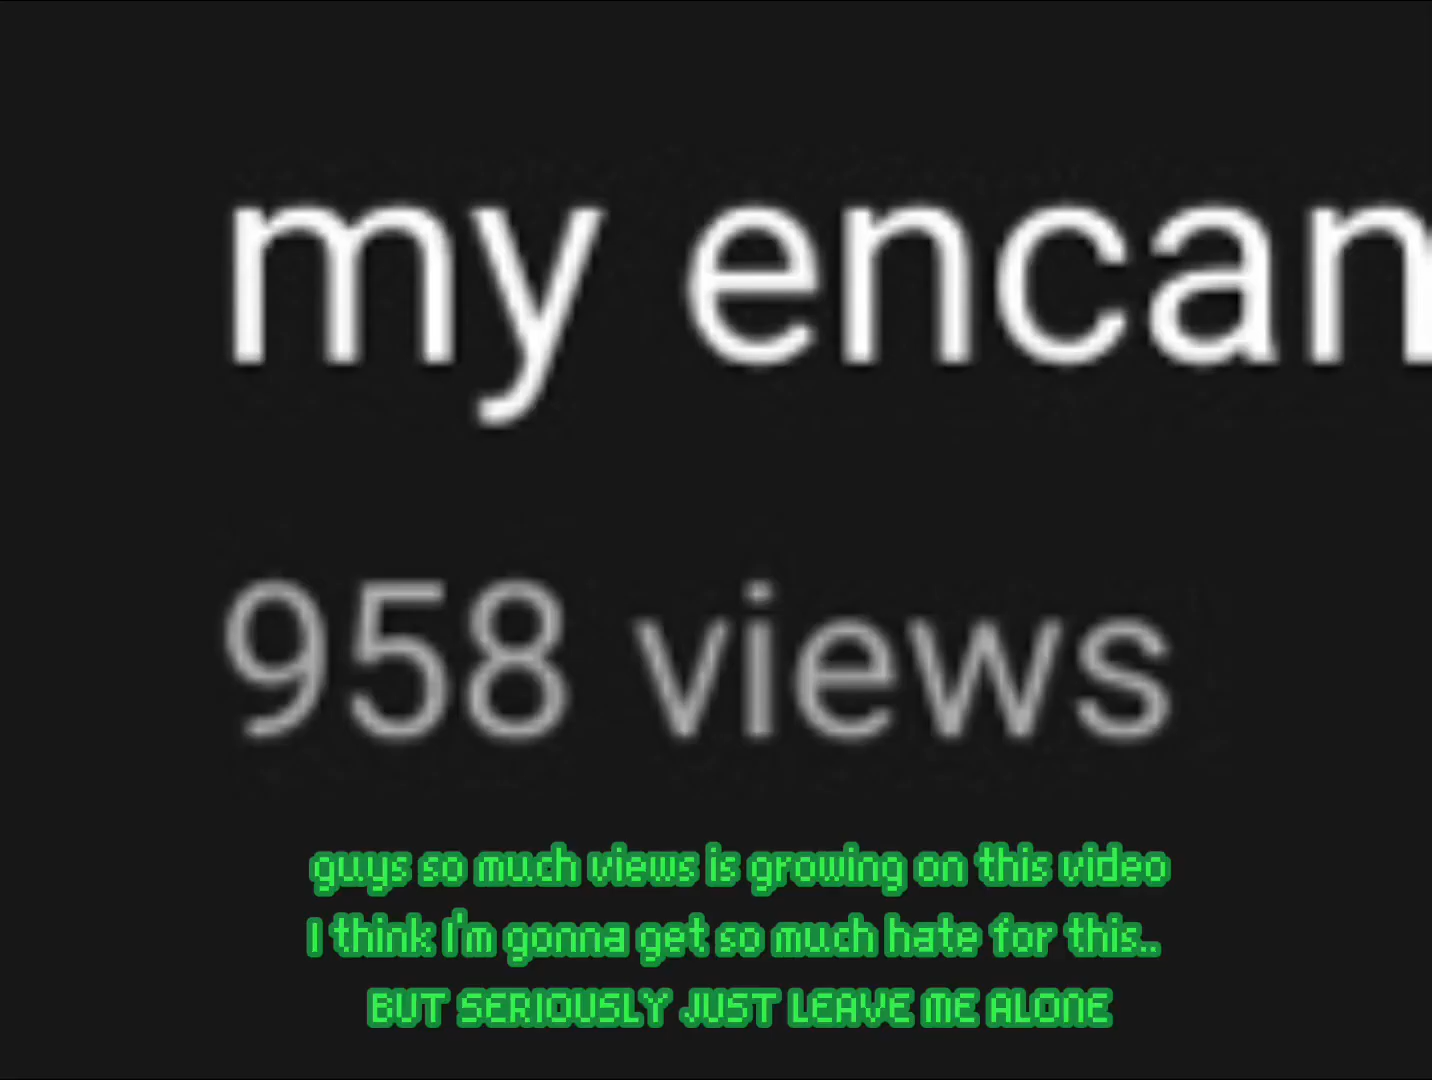 my encan
958 views
guys so much views is growing on this video
I think I'm gonna get so much hate for this..
BUT SERIOUSLY JUST LEAVE ME ALONE